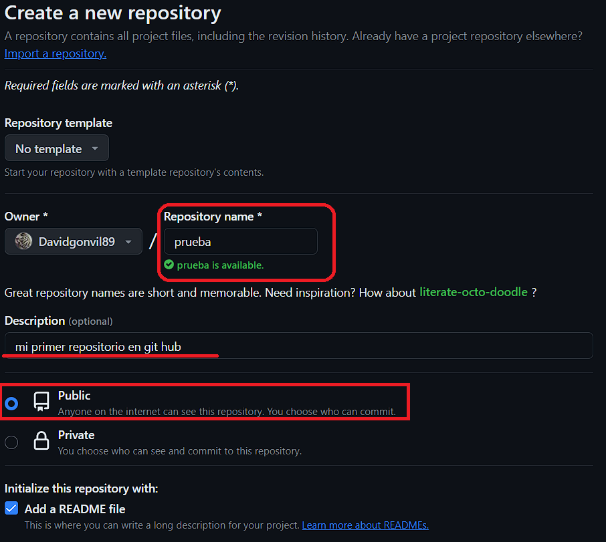 Create a new repository
A repository contains all project files, including the revision history. Already have a project repository elsewhere?
Import a repository.
Required fields are marked with an asterisk (*).
Repository template
No template
Start your repository with a template repository's contents.
Owner *
Repository name *
Davidgonvil89
/
prueba
prueba is available.
Great repository names are short and memorable. Need inspiration? How about literate-octo-doodle ?
Description (optional)
mi primer repositorio en git hub
Public
Anyone on the internet can see this repository. You choose who can commit.
Private
You choose who can see and commit to this repository.
Initialize this repository with:
Add a README file
This is where you can write a long description for your project. Learn more about READMEs.